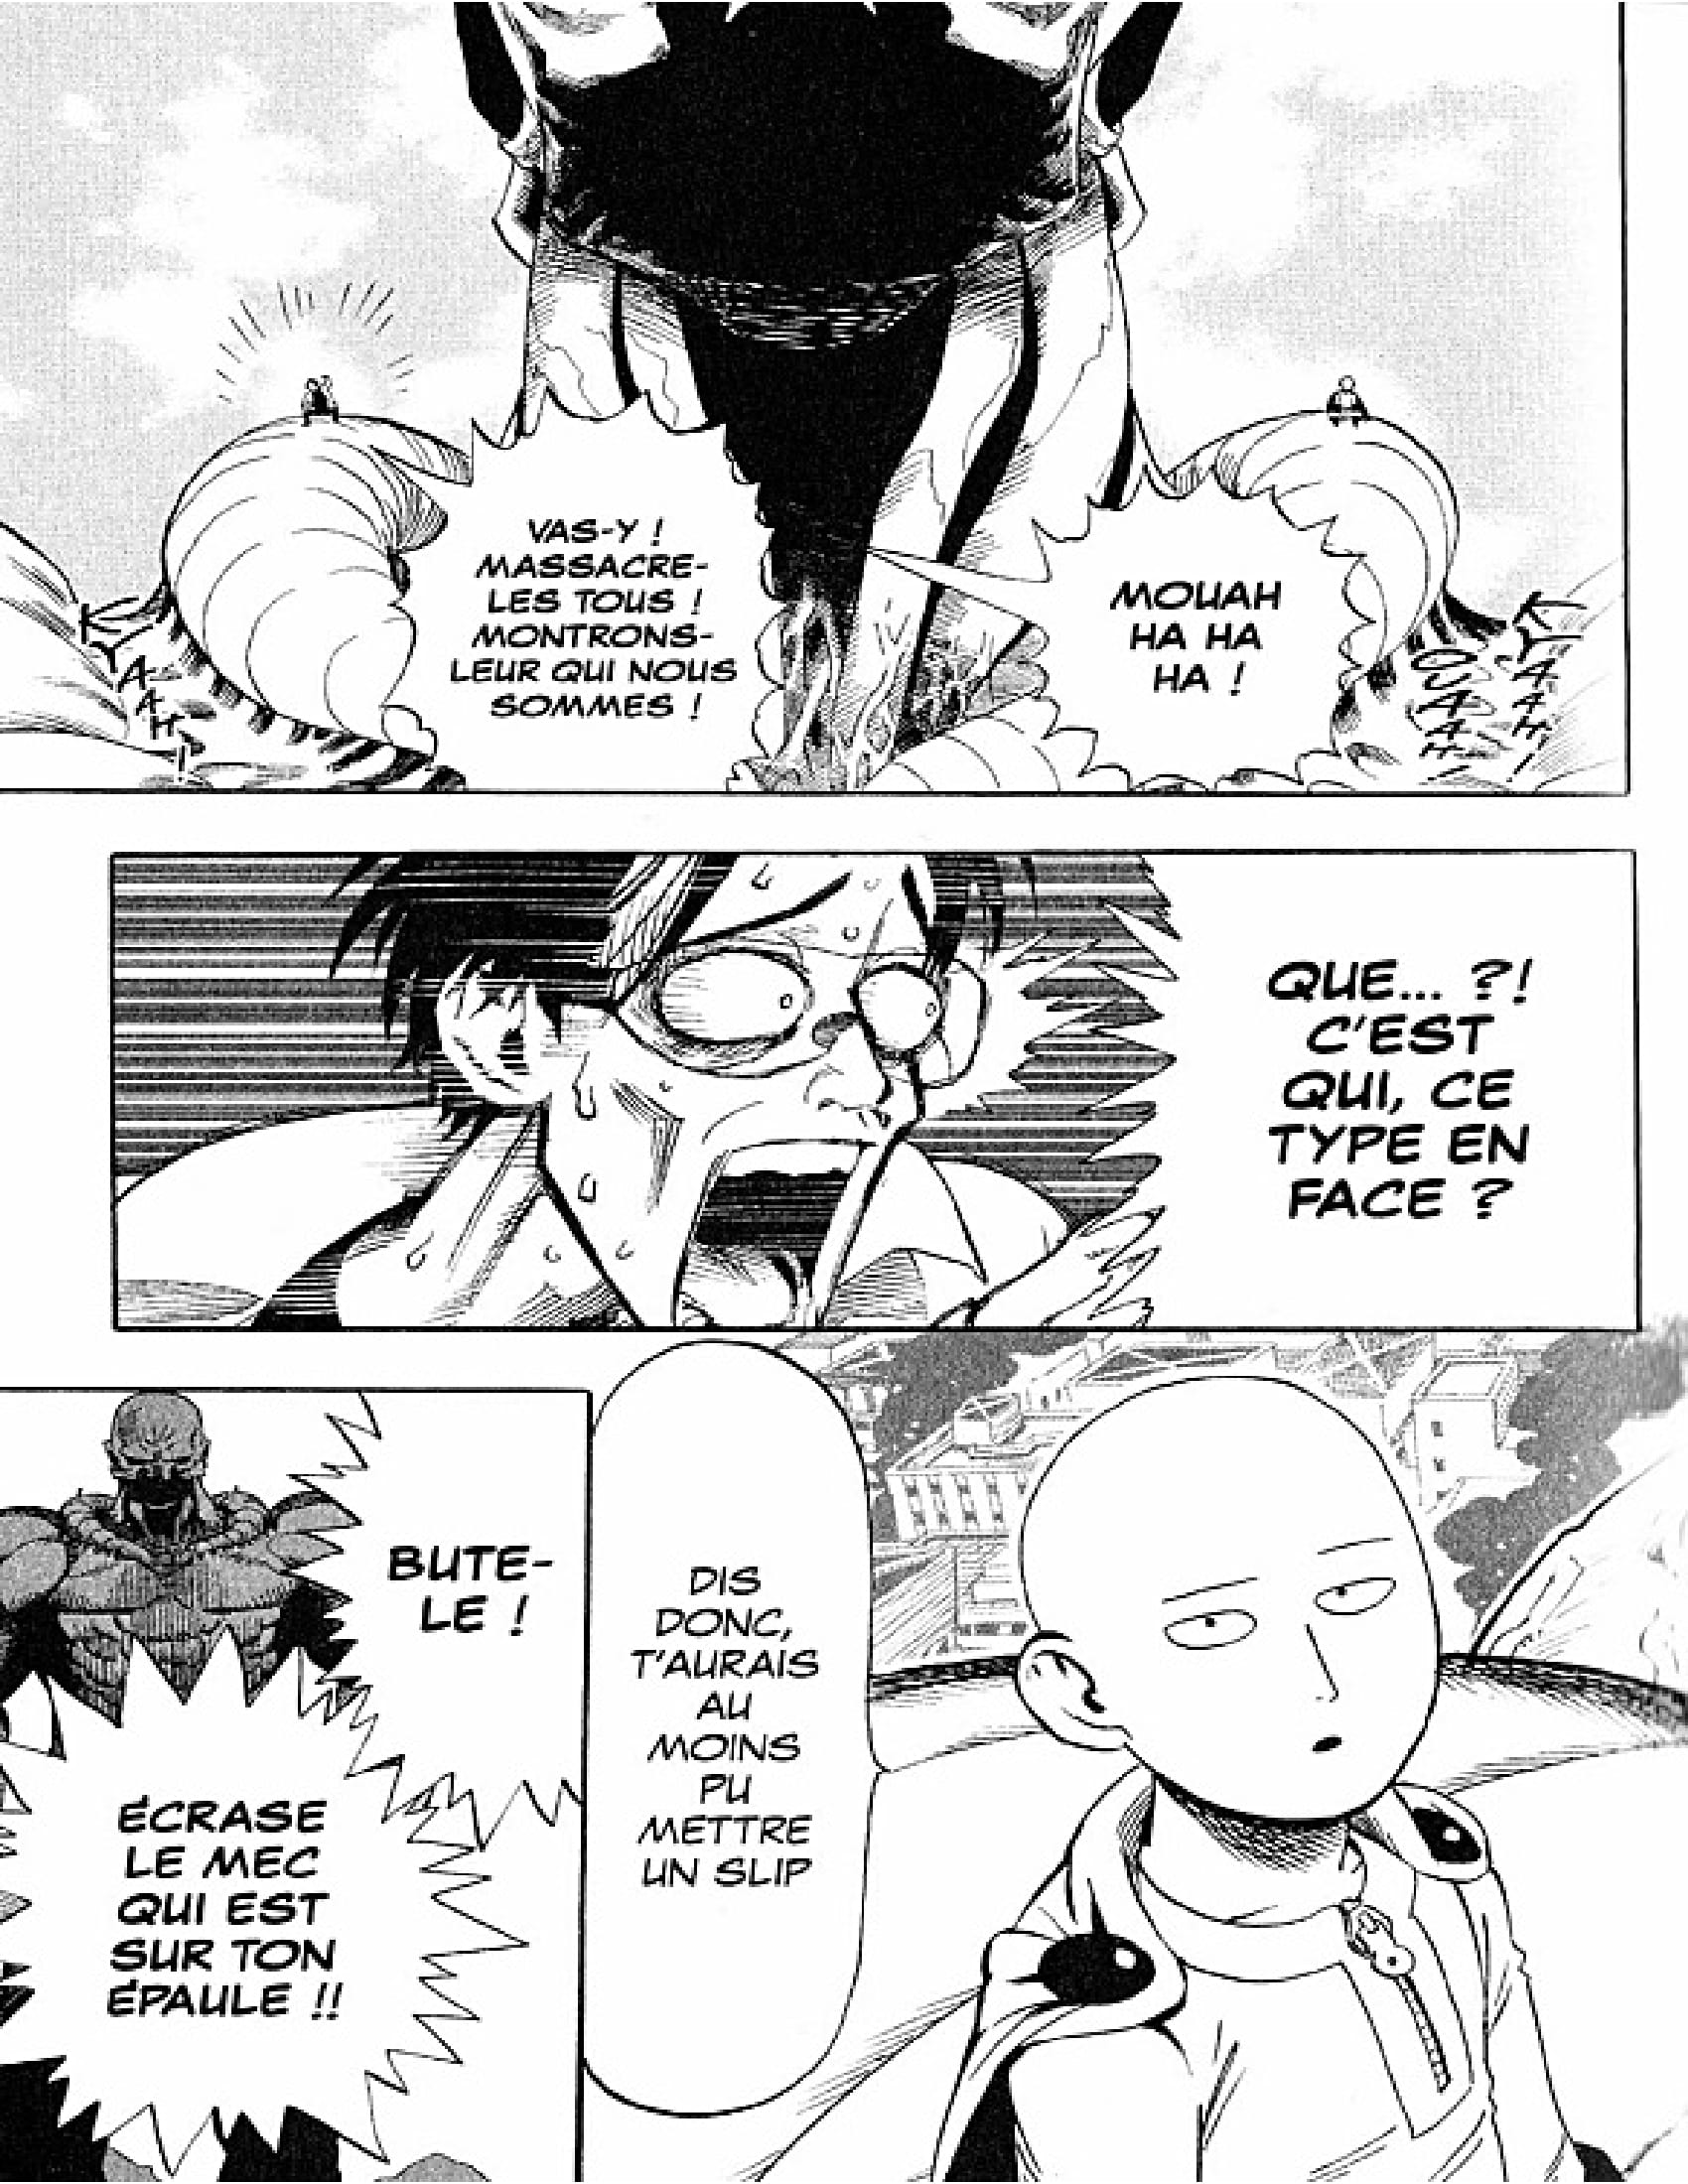 MOUAH
HA HA
HA !
VAS-Y !
MASSACRE-
LES TOUS !
MONTRONS-
LEUR QUI NOUS
SOMMES !
KYAAH !
OUAAH !
KYAAAH !
QUE... ?!
C'EST
QUI, CE
TYPE EN
FACE ?
DIS
DONC,
T'AURAIS
AU
MOINS
PU
METTRE
UN SLIP
BUTE-
LE !
ÉCRASE
LE MEC
QUI EST
SUR TON
ÉPAULE !!